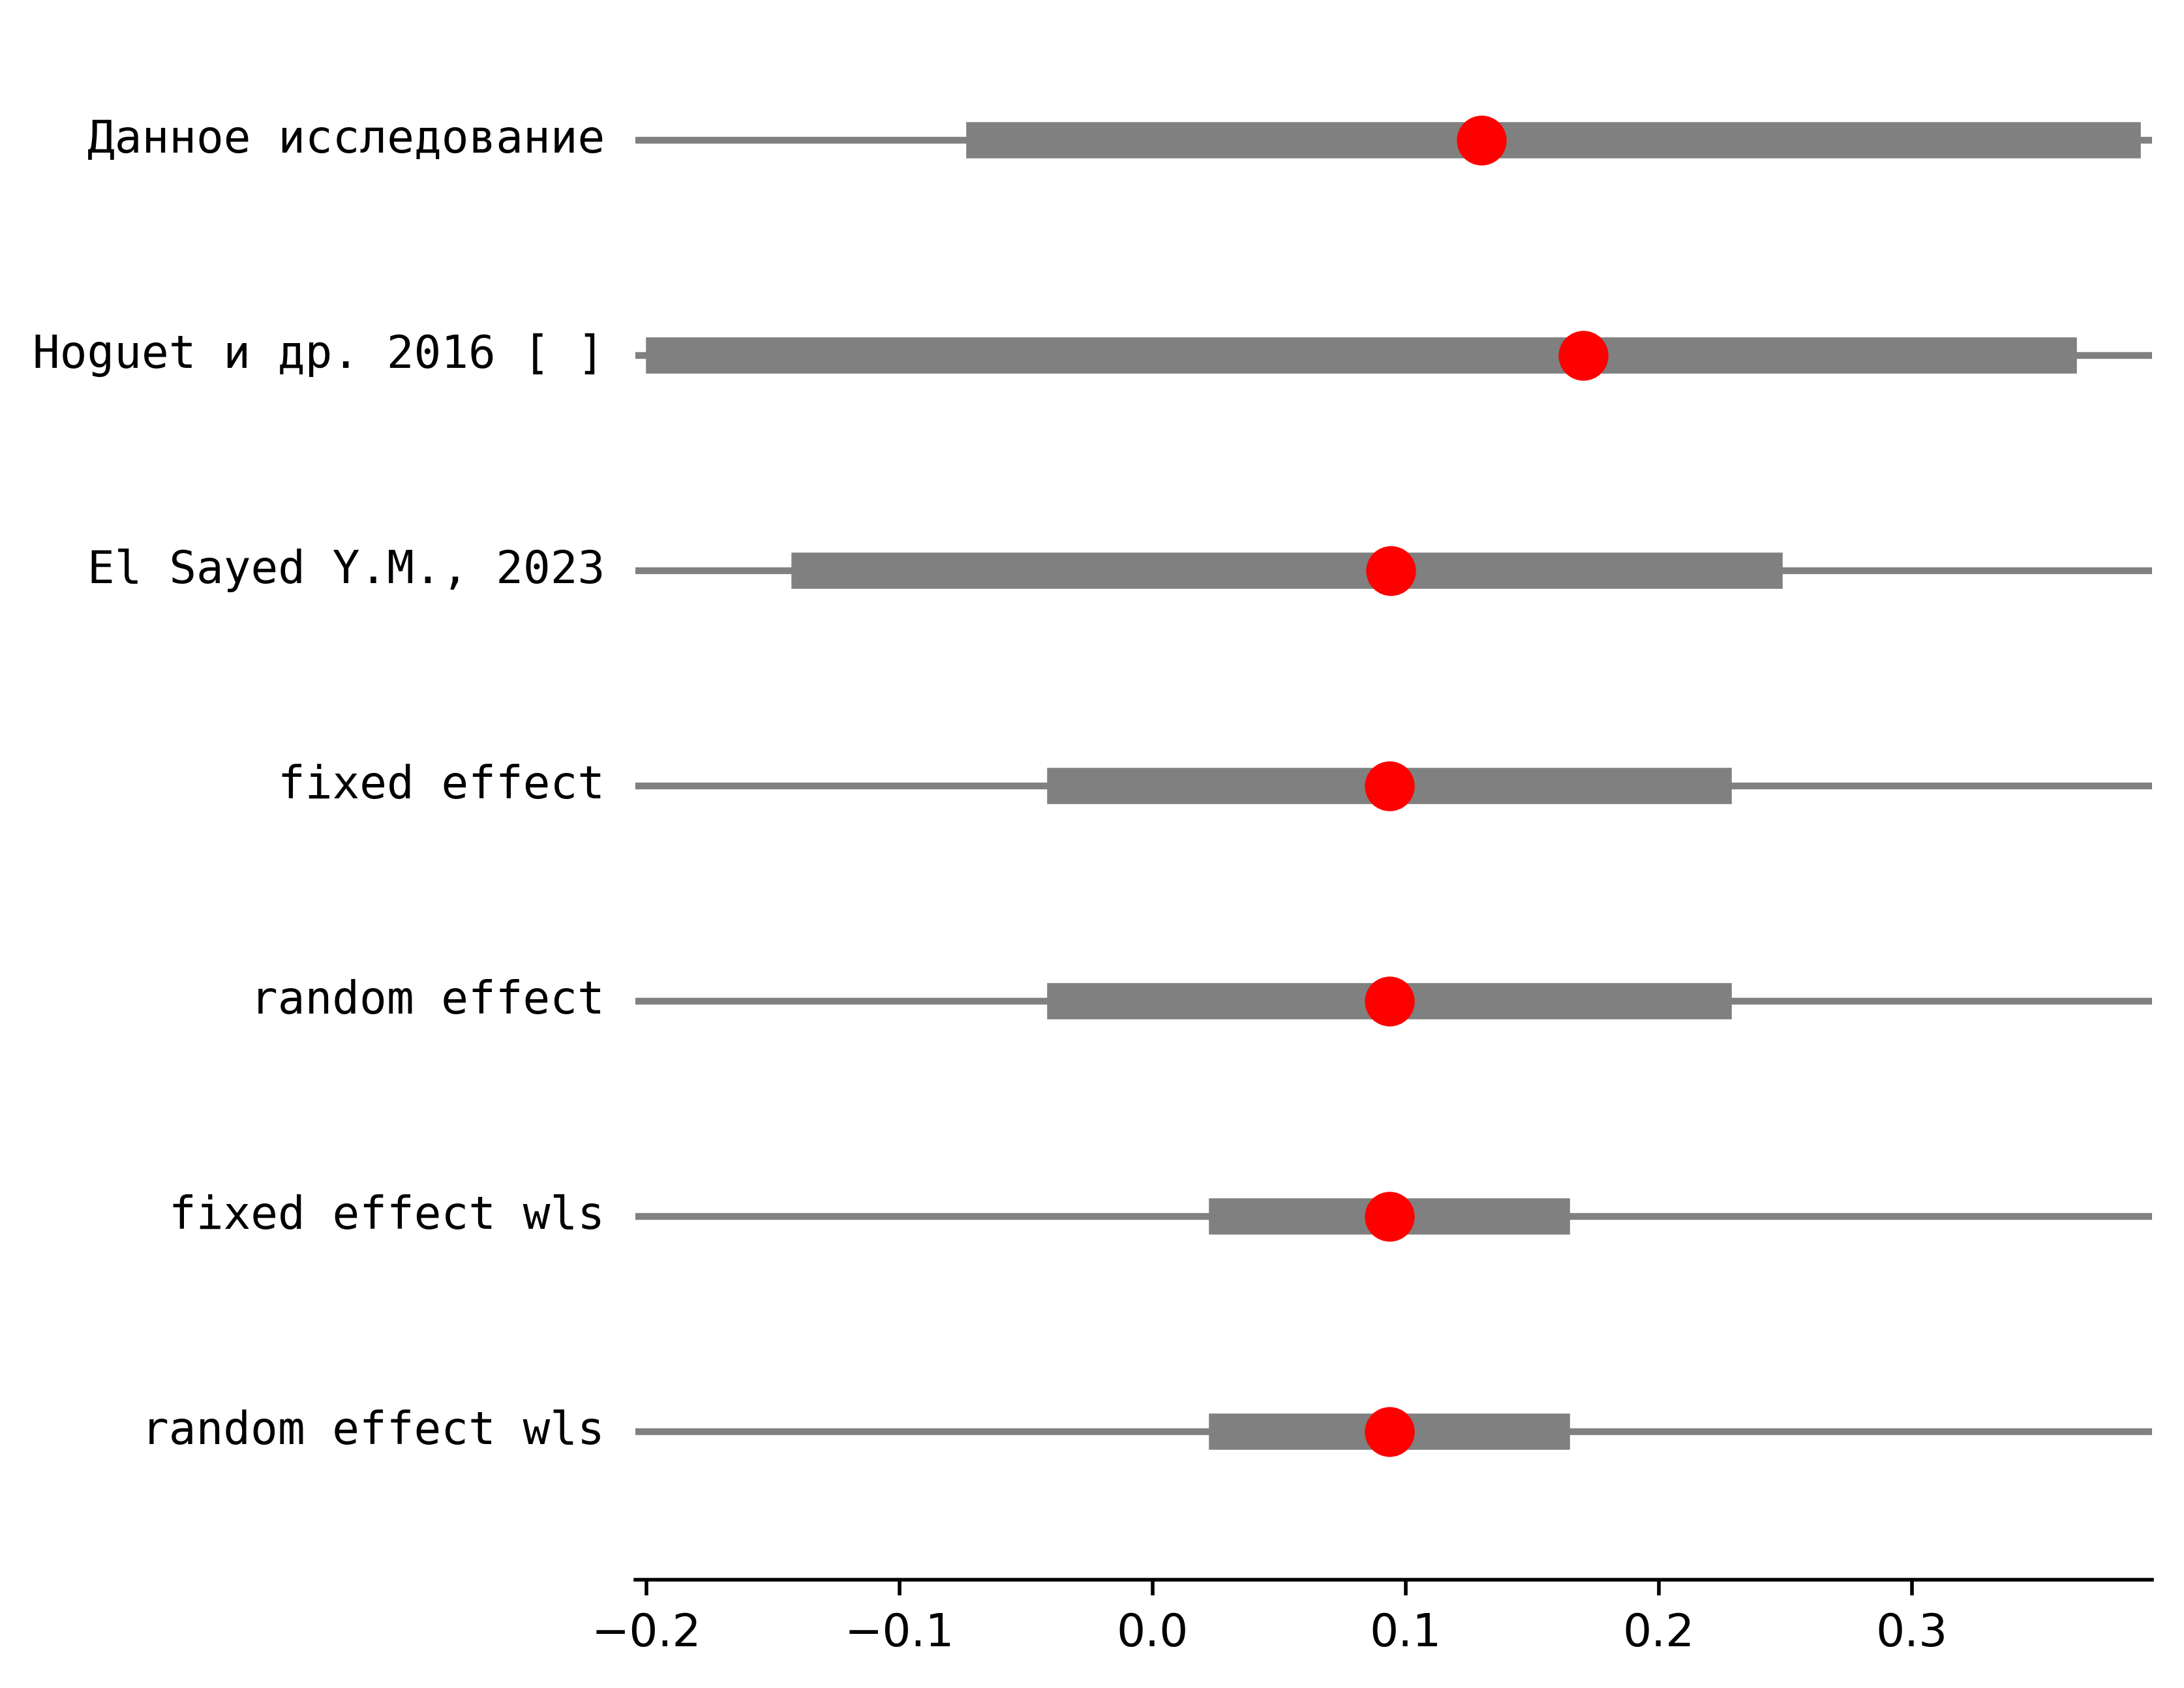 Данное исследование
Hoguet и др. 2016 [ ]
El Sayed Y.M., 2023
fixed effect
random effect
fixed effect wls
random effect wls
−0.2 −0.1 0.0 0.1 0.2 0.3